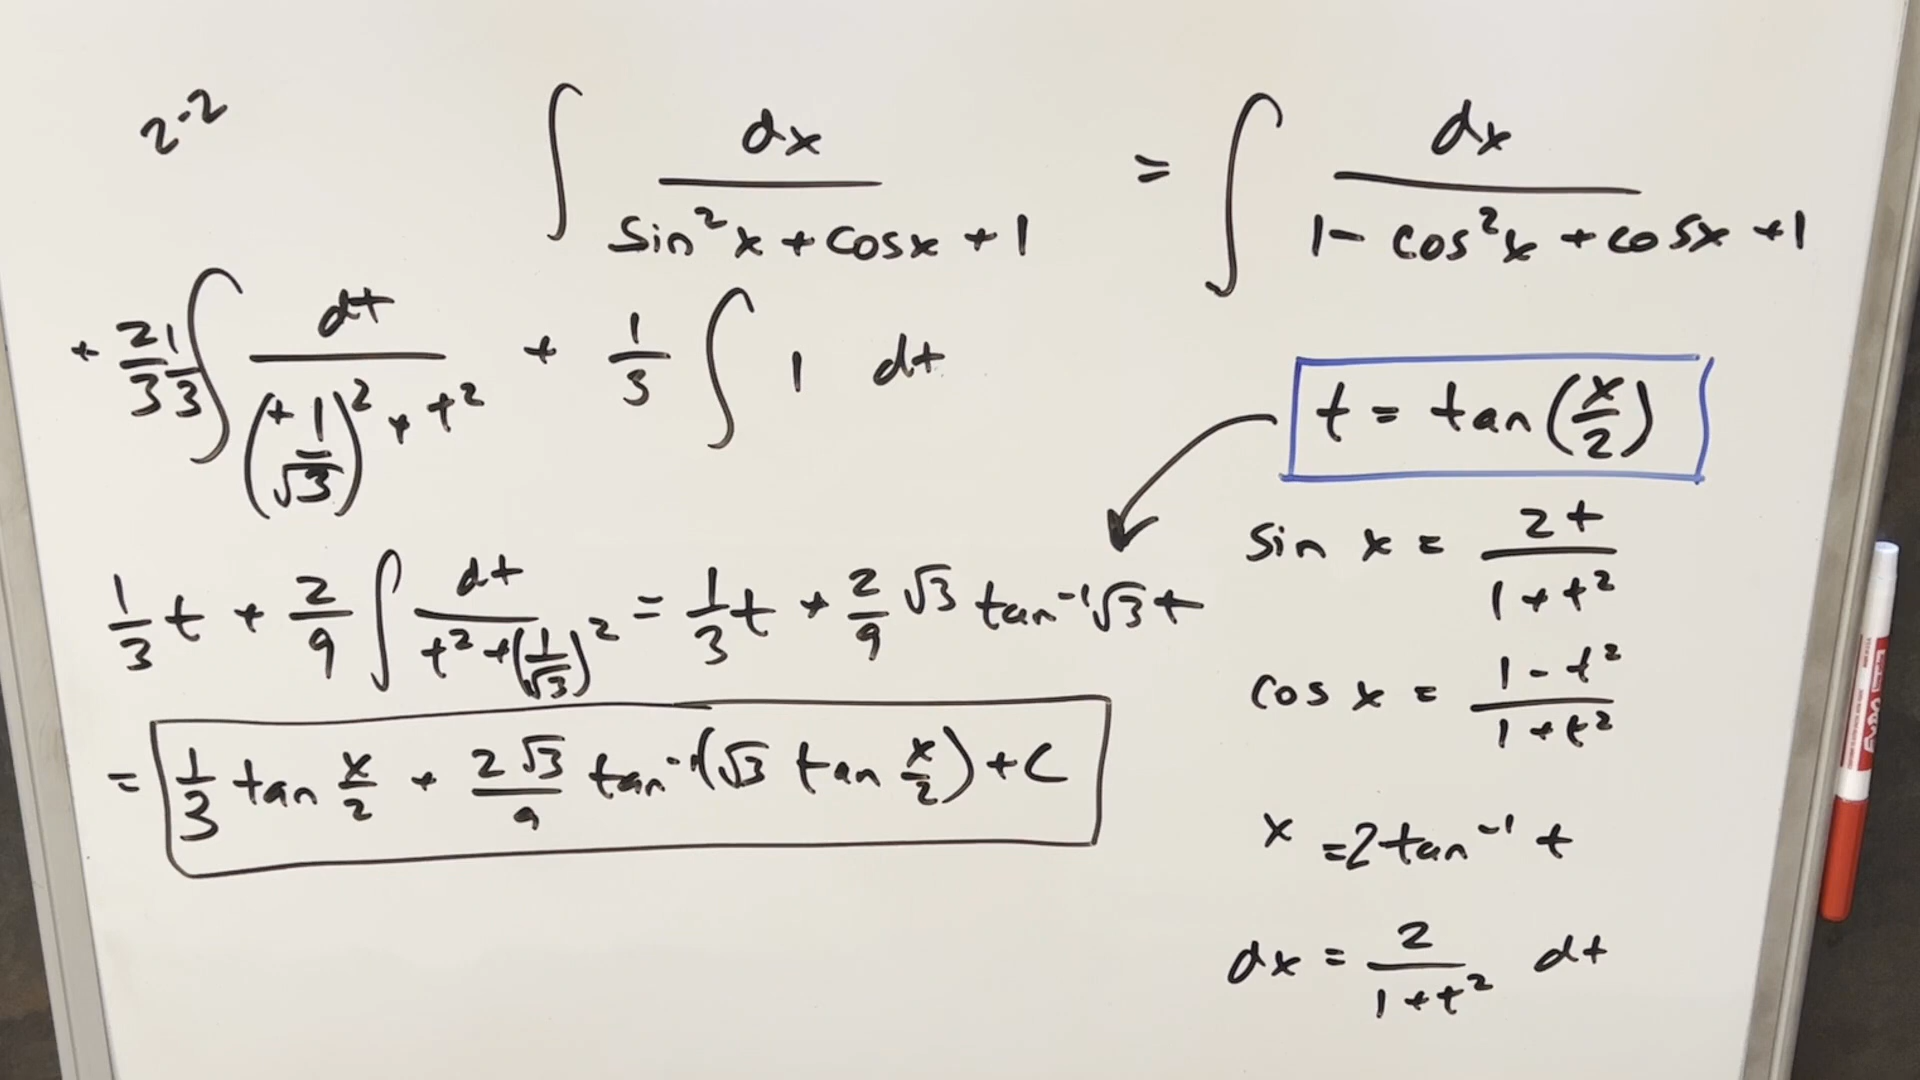 2·2
∫ dx / (sin²x + cosx + 1) = ∫ dx / (1 - cos²x + cosx + 1)
+ 2/3 1/3 ∫ dt / ((+1/√3)² + t²) + 1/3 ∫ 1 dt
t = tan(x/2)
sin x = 2t / (1 + t²)
1/3 t + 2/9 ∫ dt / (t² + (1/√3)²) = 1/3 t + 2/9 √3 tan⁻¹√3 t
cos x = (1 - t²) / (1 + t²)
= 1/3 tan x/2 + 2√3/9 tan⁻¹(√3 tan x/2) + C
x = 2 tan⁻¹ t
dx = 2 / (1 + t²) dt